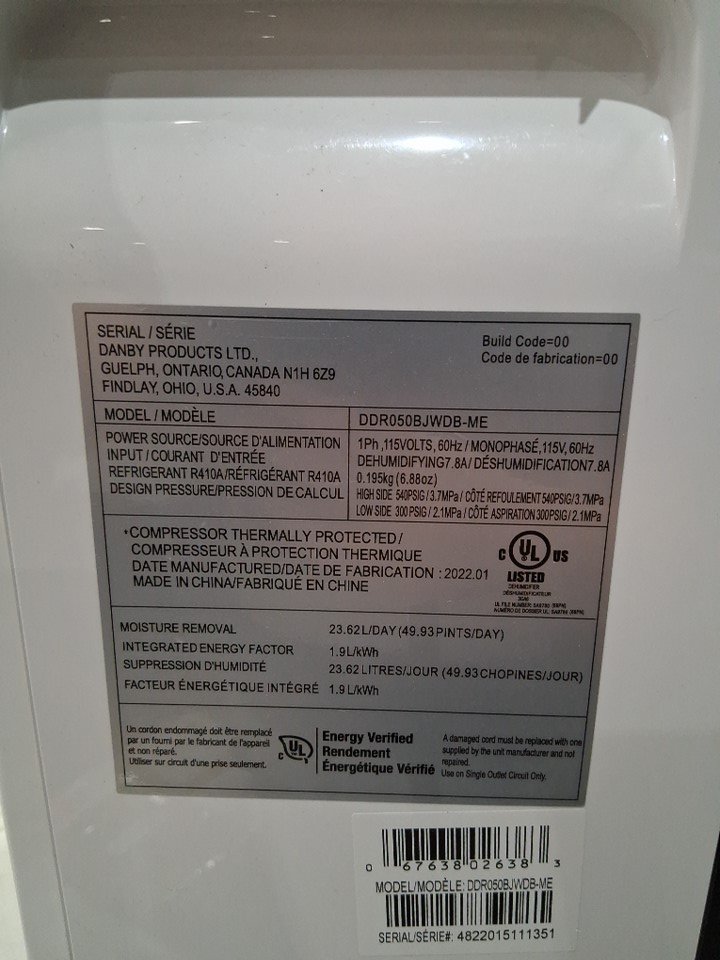 SERIAL / SÉRIE
DANBY PRODUCTS LTD.,
GUELPH, ONTARIO, CANADA N1H 6Z9
FINDLAY, OHIO, U.S.A. 45840
Build Code=00
Code de fabrication=00
MODEL / MODÈLE DDR050BJWDB-ME
POWER SOURCE/SOURCE D'ALIMENTATION 1Ph ,115VOLTS, 60Hz / MONOPHASÉ,115V, 60Hz
INPUT / COURANT D'ENTRÉE DEHUMIDIFYING7.8A/ DÉSHUMIDIFICATION7.8A
REFRIGERANT R410A/RÉFRIGÉRANT R410A 0.195kg (6.88oz)
DESIGN PRESSURE/PRESSION DE CALCUL HIGH SIDE 540PSIG / 3.7MPa / CÔTÉ REFOULEMENT 540PSIG/3.7MPa
LOW SIDE 300 PSIG / 2.1MPa / CÔTÉ ASPIRATION 300PSIG/ 2.1MPa
*COMPRESSOR THERMALLY PROTECTED /
COMPRESSEUR À PROTECTION THERMIQUE
DATE MANUFACTURED/DATE DE FABRICATION : 2022.01
MADE IN CHINA/FABRIQUÉ EN CHINE
C UL US
LISTED
DEHUMIDIFIER
DÉSHUMIDIFICATEUR
MOISTURE REMOVAL 23.62 L/DAY (49.93 PINTS/DAY)
INTEGRATED ENERGY FACTOR 1.9L/kWh
SUPPRESSION D'HUMIDITÉ 23.62 LITRES/JOUR (49.93 CHOPINES/JOUR)
FACTEUR ÉNERGÉTIQUE INTÉGRÉ 1.9 L/kWh
Un cordon endommagé doit être remplacé
par un fourni par le fabricant de l'appareil
et non réparé.
Utiliser sur circuit d'une prise seulement.
C UL
Energy Verified
Rendement
Énergétique Vérifié
A damaged cord must be replaced with one
supplied by the unit manufacturer and not
repaired.
Use on Single Outlet Circuit Only.
0 67638 02638 3
MODEL/MODÈLE: DDR050BJWDB-ME
SERIAL/SÉRIE#: 4822015111351